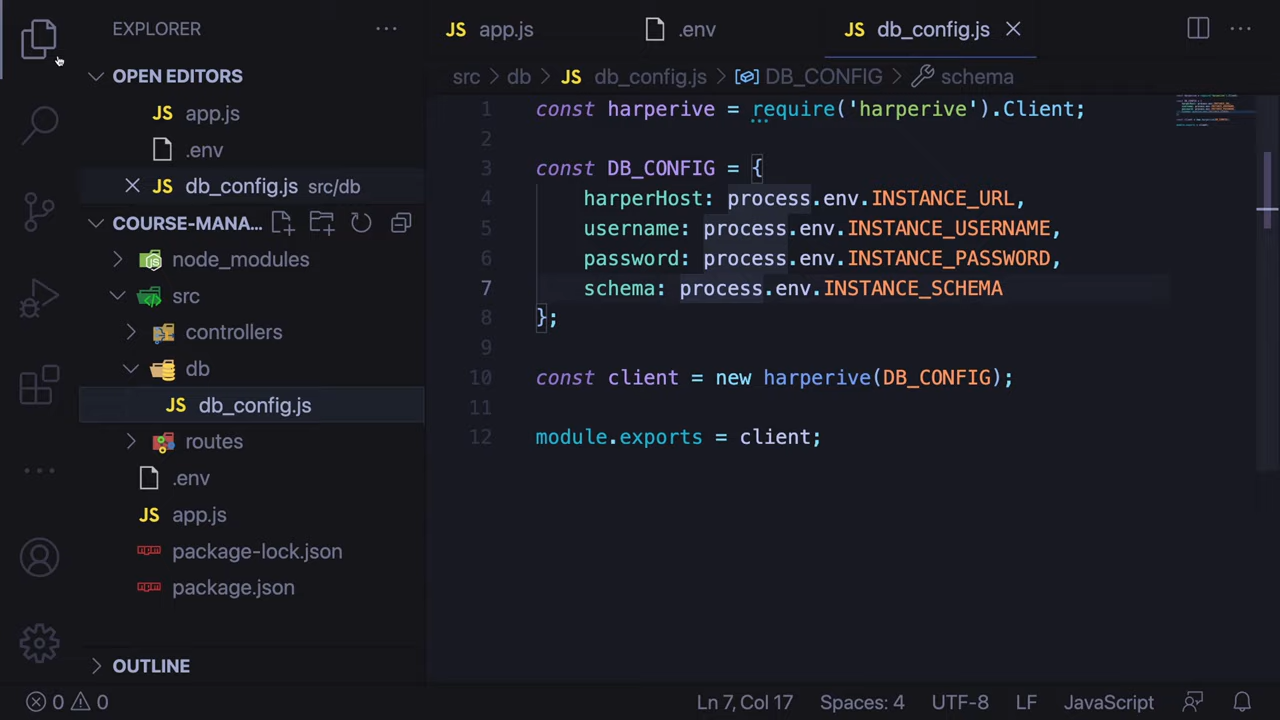 EXPLORER
OPEN EDITORS
JS app.js
.env
JS db_config.js src/db
COURSE-MANA...
node_modules
src
controllers
db
JS db_config.js
routes
.env
JS app.js
package-lock.json
package.json
OUTLINE
JS app.js .env JS db_config.js
src > db > JS db_config.js > DB_CONFIG > schema
1 const harperive = require('harperive').Client;
2
3 const DB_CONFIG = {
4 harperHost: process.env.INSTANCE_URL,
5 username: process.env.INSTANCE_USERNAME,
6 password: process.env.INSTANCE_PASSWORD,
7 schema: process.env.INSTANCE_SCHEMA
8 };
9
10 const client = new harperive(DB_CONFIG);
11
12 module.exports = client;
0 0 Ln 7, Col 17 Spaces: 4 UTF-8 LF JavaScript